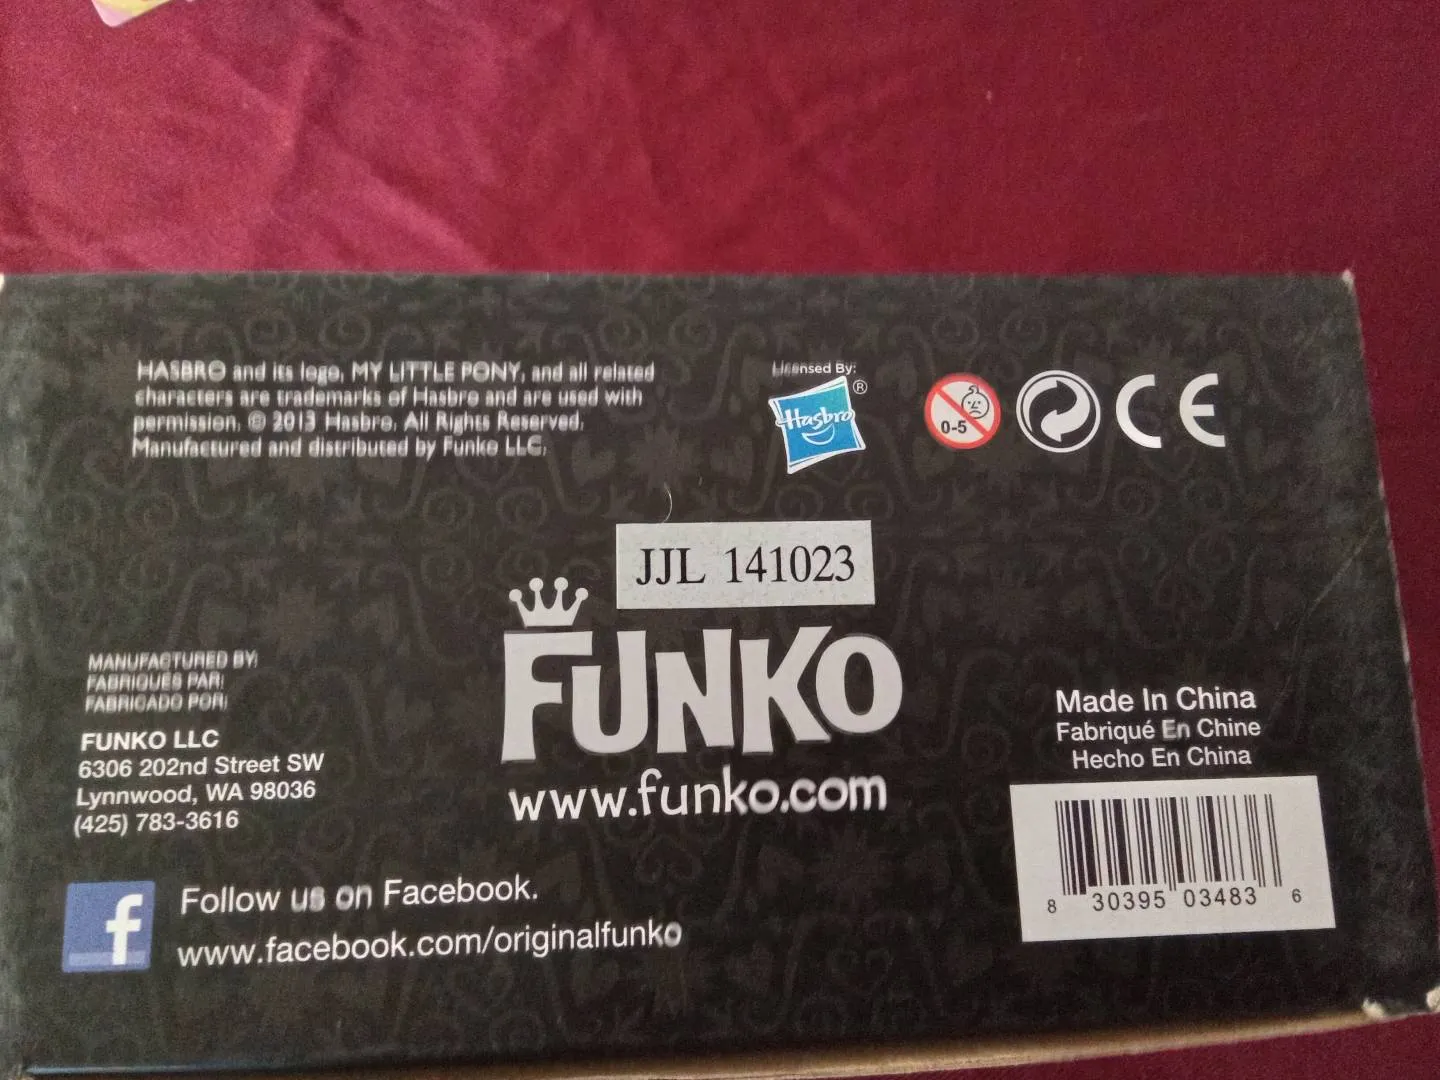 HASBRO and its logo, MY LITTLE PONY, and all related
characters are trademarks of Hasbro and are used with
permission. © 2013 Hasbro. All Rights Reserved.
Manufactured and distributed by Funko LLC.
Licensed By:
Hasbro ®
0-5
CE
JJL 141023
FUNKO
www.funko.com
MANUFACTURED BY:
FABRIQUÉS PAR:
FABRICADO POR:
FUNKO LLC
6306 202nd Street SW
Lynnwood, WA 98036
(425) 783-3616
Made In China
Fabriqué En Chine
Hecho En China
8 30395 03483 6
f
Follow us on Facebook.
www.facebook.com/originalfunko